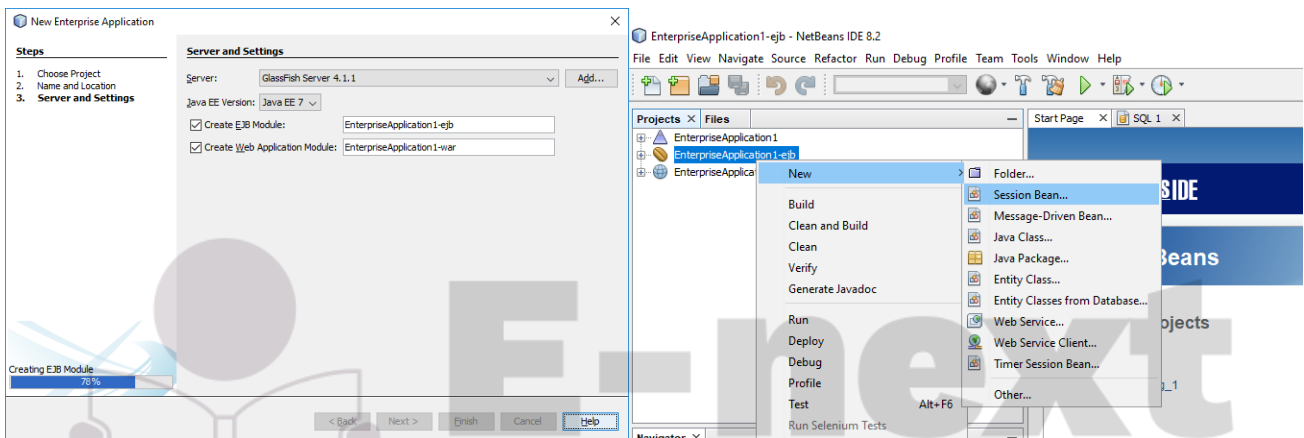 New Enterprise Application
Steps
1. Choose Project
2. Name and Location
3. Server and Settings
Server and Settings
Server: GlassFish Server 4.1.1 Add...
Java EE Version: Java EE 7
Create EJB Module: EnterpriseApplication1-ejb
Create Web Application Module: EnterpriseApplication1-war
Creating EJB Module
78%
< Back Next > Finish Cancel Help
EnterpriseApplication1-ejb - NetBeans IDE 8.2
File Edit View Navigate Source Refactor Run Debug Profile Team Tools Window Help
Projects Files
Start Page SQL 1
EnterpriseApplication1
EnterpriseApplication1-ejb
EnterpriseApplica
New
Build
Clean and Build
Clean
Verify
Generate Javadoc
Run
Deploy
Debug
Profile
Test Alt+F6
Run Selenium Tests
Folder...
Session Bean...
Message-Driven Bean...
Java Class...
Java Package...
Entity Class...
Entity Classes from Database...
Web Service...
Web Service Client...
Timer Session Bean...
Other...
SIDE
Beans
ojects
g_1
Navigator
E-next